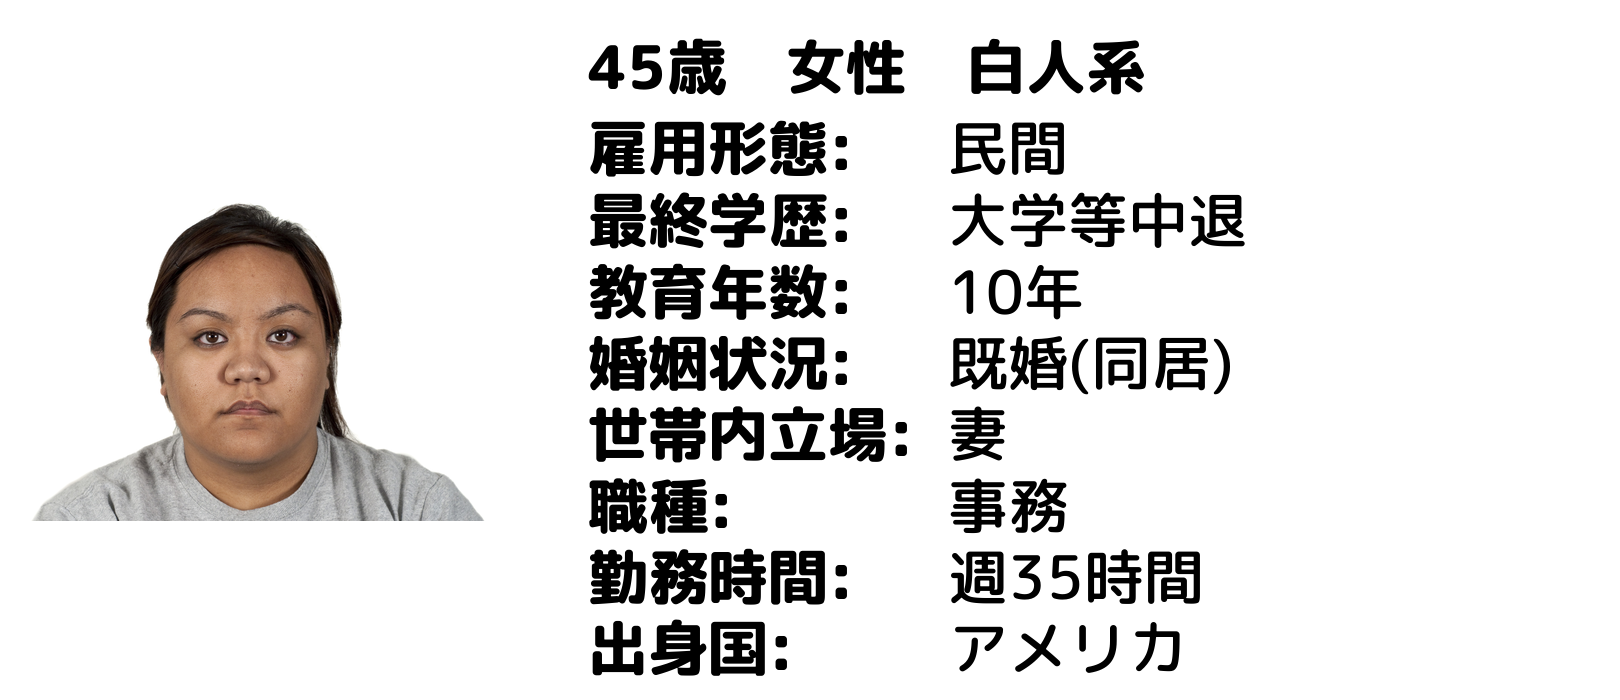 45歳　女性　白人系
雇用形態: 民間
最終学歴: 大学等中退
教育年数: 10年
婚姻状況: 既婚(同居)
世帯内立場: 妻
職種: 事務
勤務時間: 週35時間
出身国: アメリカ